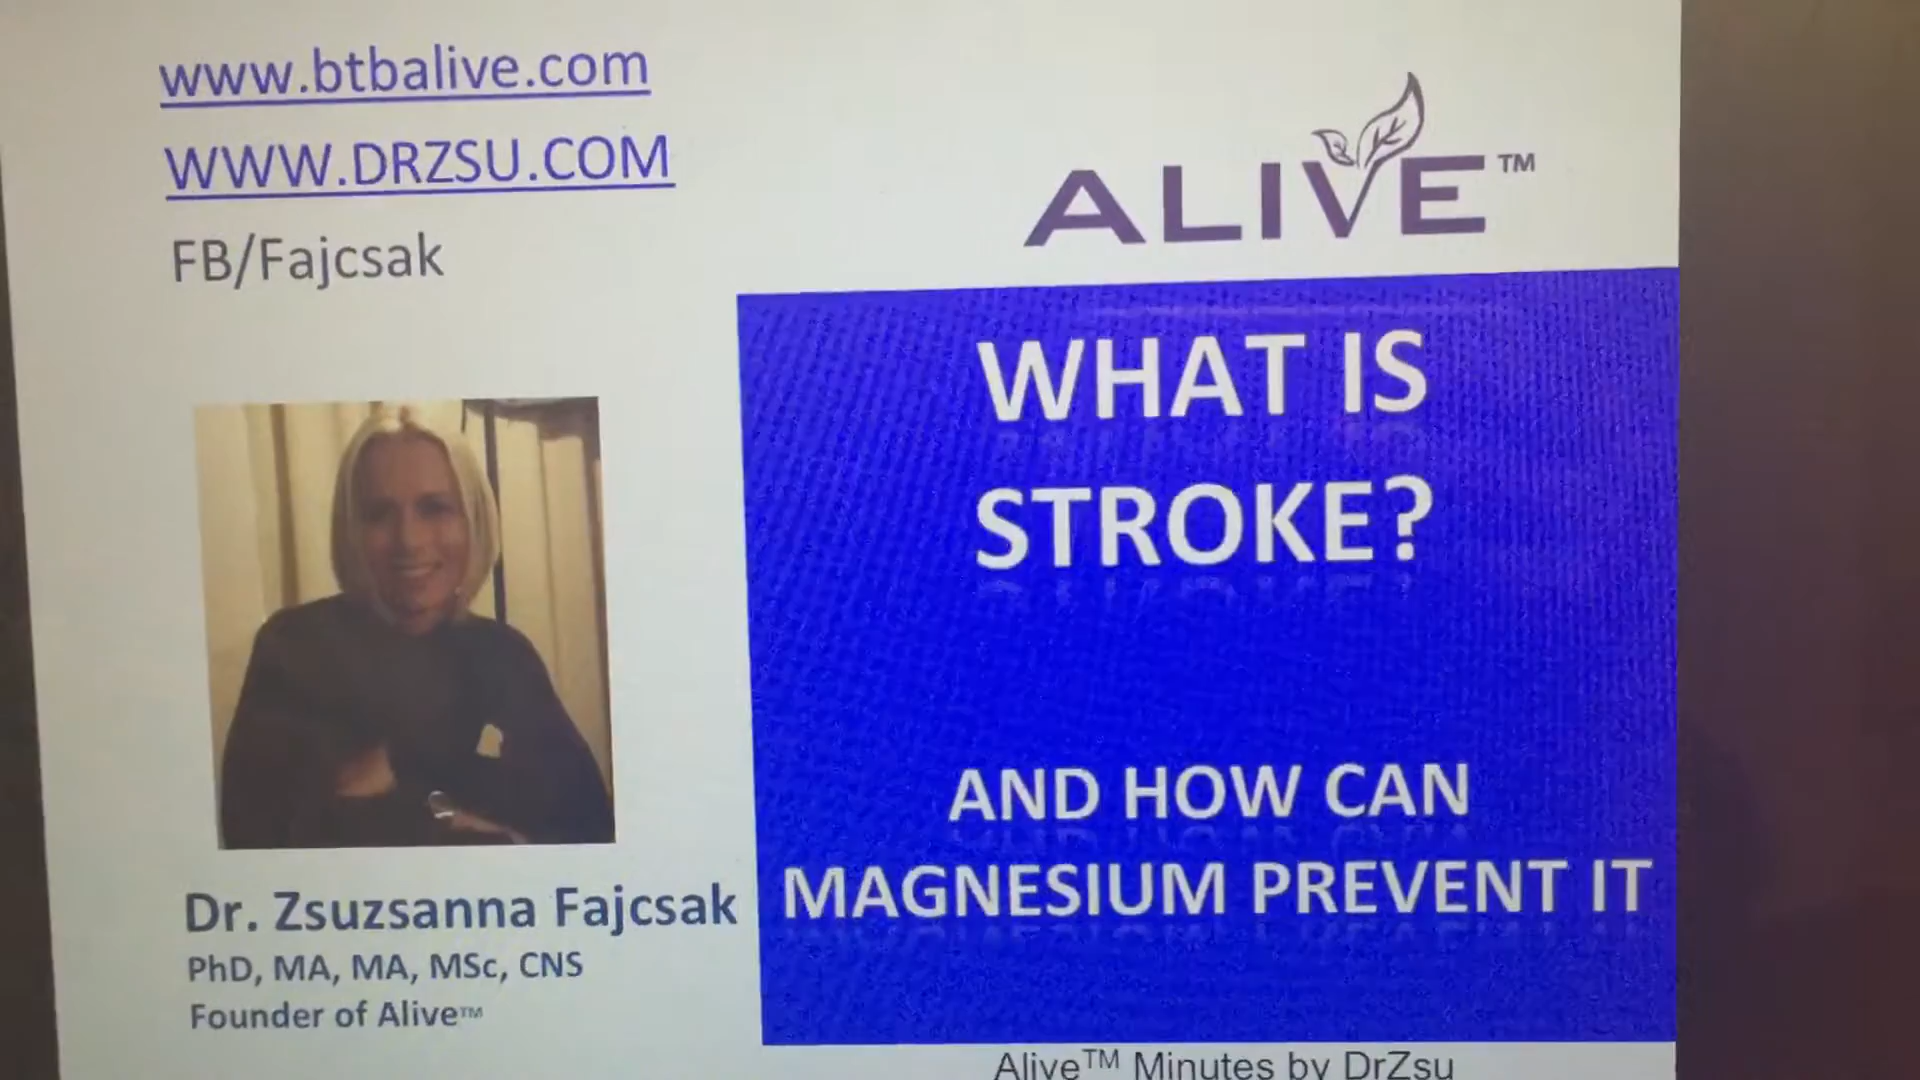 www.btbalive.com
WWW.DRZSU.COM
FB/Fajcsak
ALIVE™
WHAT IS
STROKE?
AND HOW CAN
MAGNESIUM PREVENT IT
Dr. Zsuzsanna Fajcsak
PhD, MA, MA, MSc, CNS
Founder of Alive™
Alive™ Minutes by DrZsu